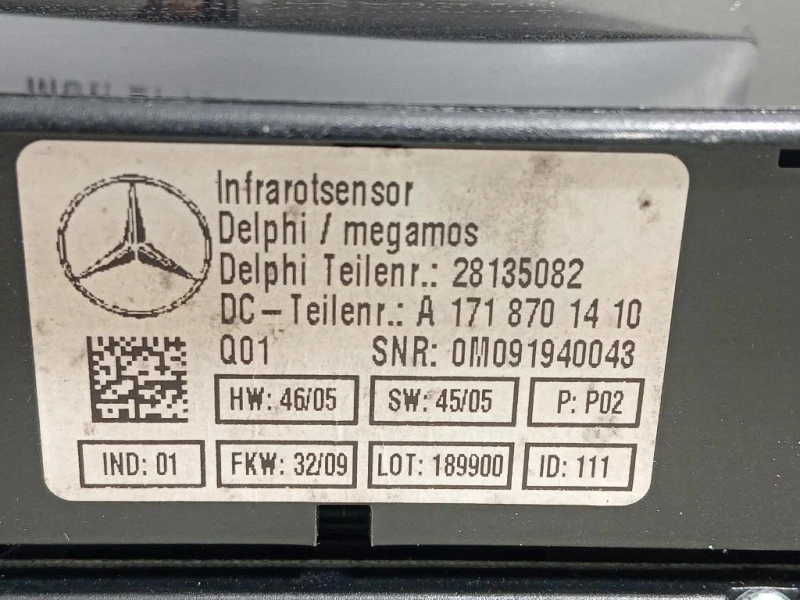 Infrarotsensor
Delphi / megamos
Delphi Teilenr.: 28135082
DC-Teilenr.: A 171 870 14 10
Q01 SNR: 0M091940043
HW: 46/05 SW: 45/05 P: P02
IND: 01 FKW: 32/09 LOT: 189900 ID: 111